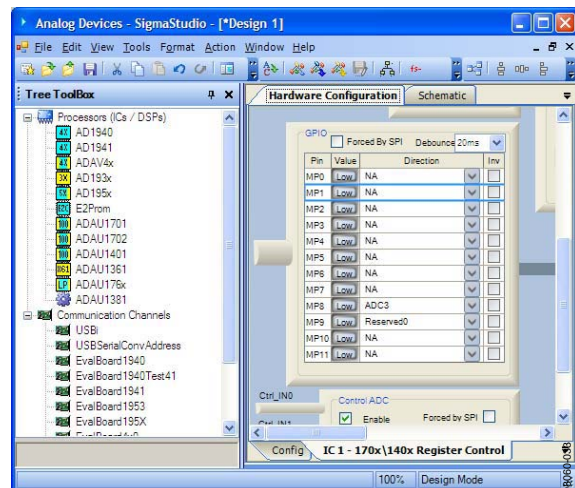 Analog Devices - SigmaStudio - [*Design 1]
File Edit View Tools Format Action Window Help
fs-
Tree ToolBox
Processors (ICs / DSPs)
AD1940
AD1941
ADAV4x
AD193x
AD195x
E2Prom
ADAU1701
ADAU1702
ADAU1401
ADAU1361
ADAU176x
ADAU1381
Communication Channels
USBi
USBSerialConvAddress
EvalBoard1940
EvalBoard1940Test41
EvalBoard1941
EvalBoard1953
EvalBoard195X
Hardware Configuration Schematic
GPIO Forced By SPI Debounce 20ms
Pin Value Direction Inv
MP0 Low NA
MP1 Low NA
MP2 Low NA
MP3 Low NA
MP4 Low NA
MP5 Low NA
MP6 Low NA
MP7 Low NA
MP8 Low ADC3
MP9 Low Reserved0
MP10 Low NA
MP11 Low NA
Ctrl_IN0
Control ADC
Enable Forced by SPI
Ctrl_IN1
Config IC 1 - 170x\140x Register Control
100% Design Mode